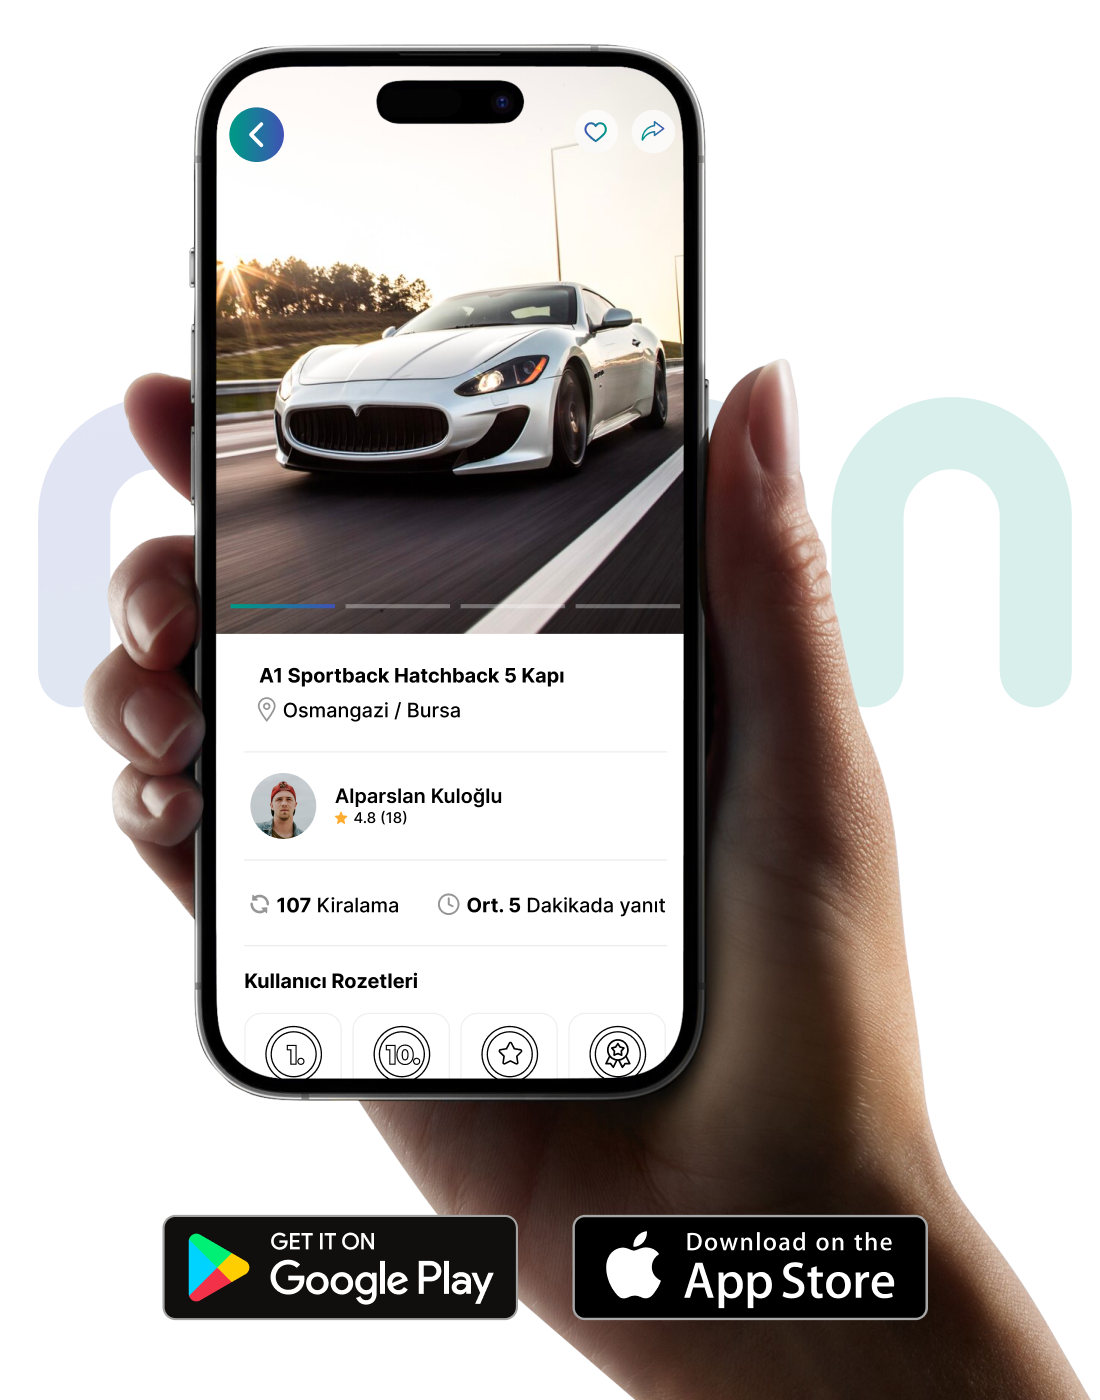 A1 Sportback Hatchback 5 Kapı
Osmangazi / Bursa
Alparslan Kuloğlu
4.8 (18)
107 Kiralama
Ort. 5 Dakikada yanıt
Kullanıcı Rozetleri
1.
10.
GET IT ON
Google Play
Download on the
App Store